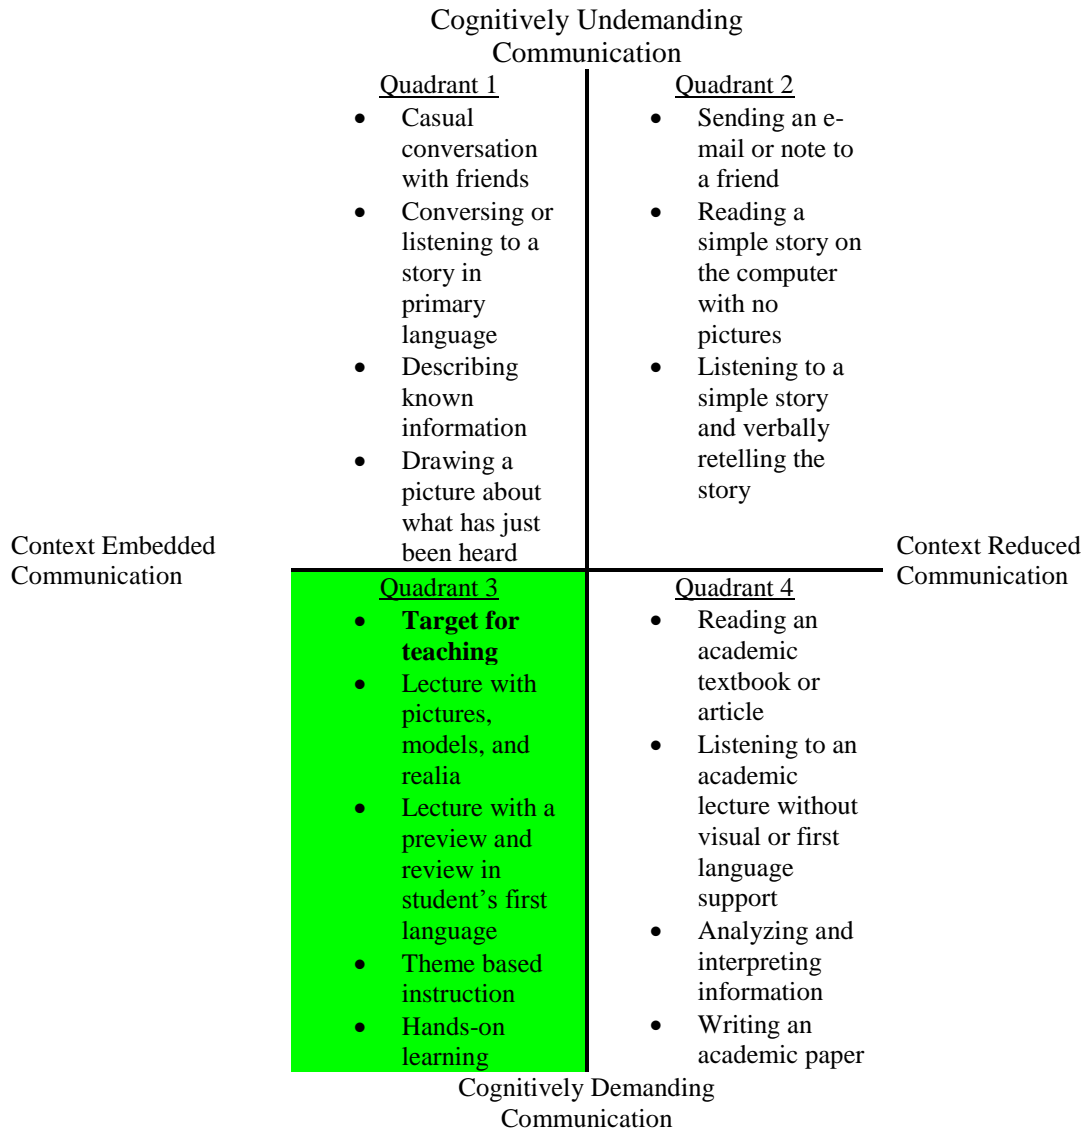 Cognitively Undemanding
Communication
Quadrant 1
• Casual
conversation
with friends
• Conversing or
listening to a
story in
primary
language
• Describing
known
information
• Drawing a
picture about
what has just
been heard
Quadrant 2
• Sending an e-
mail or note to
a friend
• Reading a
simple story on
the computer
with no
pictures
• Listening to a
simple story
and verbally
retelling the
story
Context Embedded
Communication
Context Reduced
Communication
Quadrant 3
• Target for
teaching
• Lecture with
pictures,
models, and
realia
• Lecture with a
preview and
review in
student’s first
language
• Theme based
instruction
• Hands-on
learning
Quadrant 4
• Reading an
academic
textbook or
article
• Listening to an
academic
lecture without
visual or first
language
support
• Analyzing and
interpreting
information
• Writing an
academic paper
Cognitively Demanding
Communication